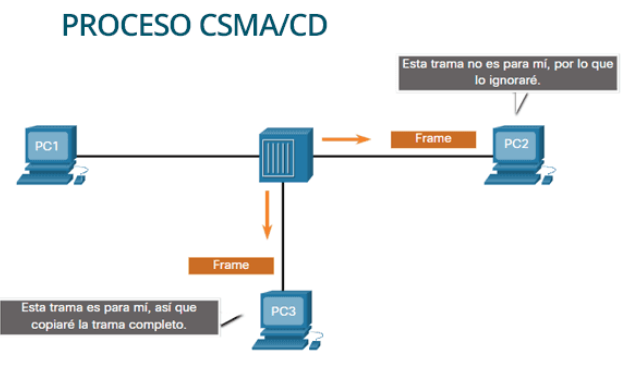 PROCESO CSMA/CD
Esta trama no es para mí, por lo que
lo ignoraré.
PC1
Frame
PC2
Frame
Esta trama es para mí, así que
copiaré la trama completo.
PC3